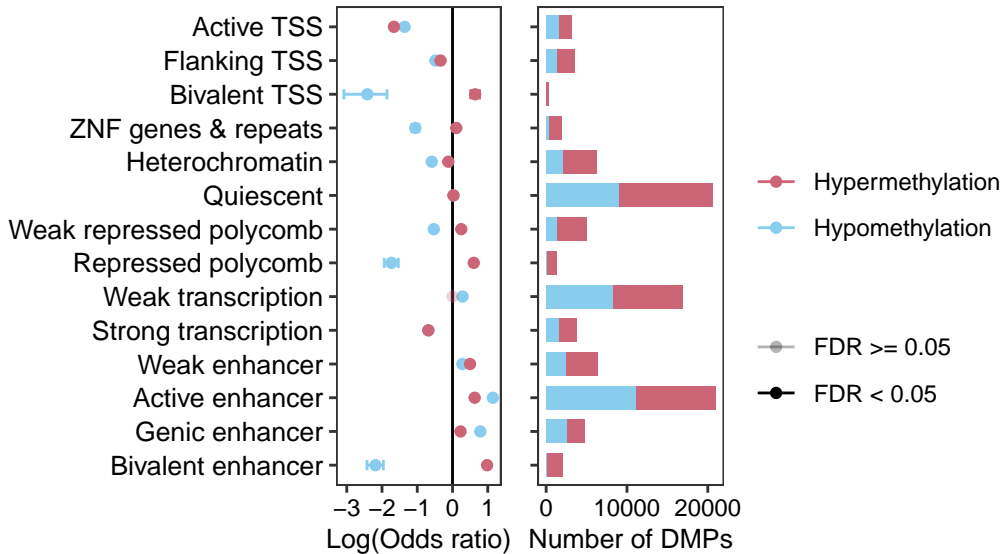 Active TSS
Flanking TSS
Bivalent TSS
ZNF genes & repeats
Heterochromatin
Quiescent
Weak repressed polycomb
Repressed polycomb
Weak transcription
Strong transcription
Weak enhancer
Active enhancer
Genic enhancer
Bivalent enhancer
−3 −2 −1 0 1
Log(Odds ratio)
0 10000 20000
Number of DMPs
Hypermethylation
Hypomethylation
FDR >= 0.05
FDR < 0.05